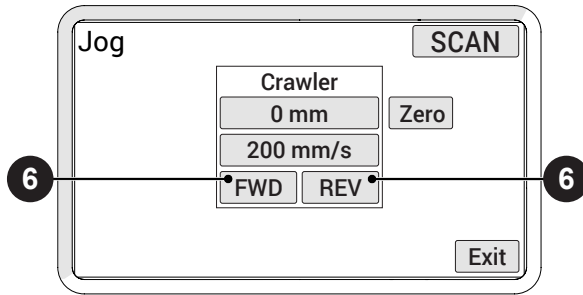 Jog SCAN
Crawler
0 mm Zero
200 mm/s
6 FWD REV 6
Exit